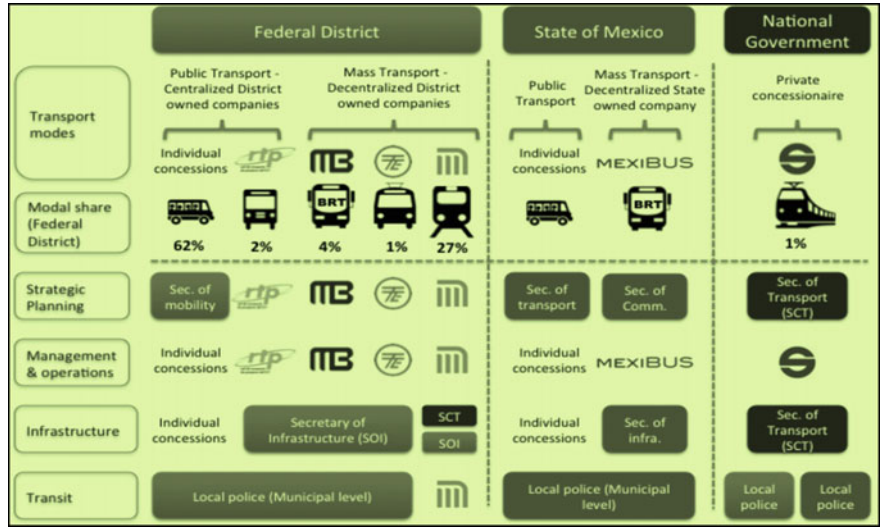 Federal District
State of Mexico
National
Government
Transport
modes
Public Transport -
Centralized District
owned companies
Mass Transport -
Decentralized District
owned companies
Public
Transport
Mass Transport -
Decentralized State
owned company
Private
concessionaire
Individual
concessions
rtp
MB
Individual
concessions
MEXIBUS
Modal share
(Federal
District)
BRT
BRT
62%
2%
4%
1%
27%
1%
Strategic
Planning
Sec. of
mobility
rtp
MB
Sec. of
transport
Sec. of
Comm.
Sec. of
Transport
(SCT)
Management
& operations
Individual
concessions
rtp
MB
Individual
concessions
MEXIBUS
Infrastructure
Individual
concessions
Secretary of
Infrastructure (SOI)
SCT
SOI
Individual
concessions
Sec. of
infra.
Sec. of
Transport
(SCT)
Transit
Local police (Municipal level)
Local police (Municipal
level)
Local
police
Local
police